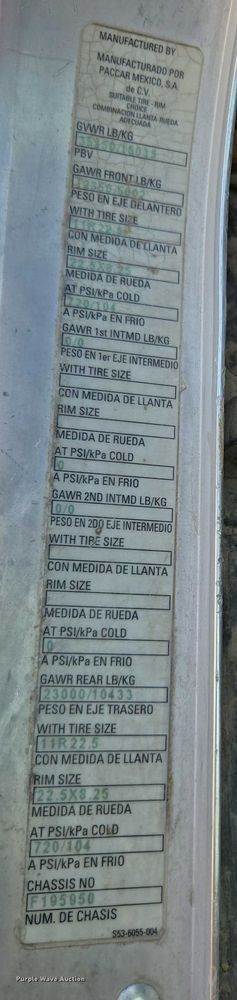 MANUFACTURED BY
MANUFACTURADO POR
PACCAR MEXICO, S.A
de C.V.
SUITABLE TIRE - RIM
CHOICE
COMBINACION LLANTA RUEDA
ADECUADA
GVWR LB/KG
PBV
GAWR FRONT LB/KG
PESO EN EJE DELANTERO
WITH TIRE SIZE
11R22.5
CON MEDIDA DE LLANTA
RIM SIZE
22.5X8.25
MEDIDA DE RUEDA
AT PSI/kPa COLD
720/104
A PSI/kPa EN FRIO
GAWR 1st INTMD LB/KG
0/0
PESO EN 1er EJE INTERMEDIO
WITH TIRE SIZE
CON MEDIDA DE LLANTA
RIM SIZE
MEDIDA DE RUEDA
AT PSI/kPa COLD
0
A PSI/kPa EN FRIO
GAWR 2ND INTMD LB/KG
0/0
PESO EN 2DO EJE INTERMEDIO
WITH TIRE SIZE
CON MEDIDA DE LLANTA
RIM SIZE
MEDIDA DE RUEDA
AT PSI/kPa COLD
0
A PSI/kPa EN FRIO
GAWR REAR LB/KG
23000/10433
PESO EN EJE TRASERO
WITH TIRE SIZE
11R22.5
CON MEDIDA DE LLANTA
RIM SIZE
22.5X8.25
MEDIDA DE RUEDA
AT PSI/kPa COLD
720/104
A PSI/kPa EN FRIO
CHASSIS NO
F195950
NUM. DE CHASIS
S53-6055-004
Purple Wave Auction